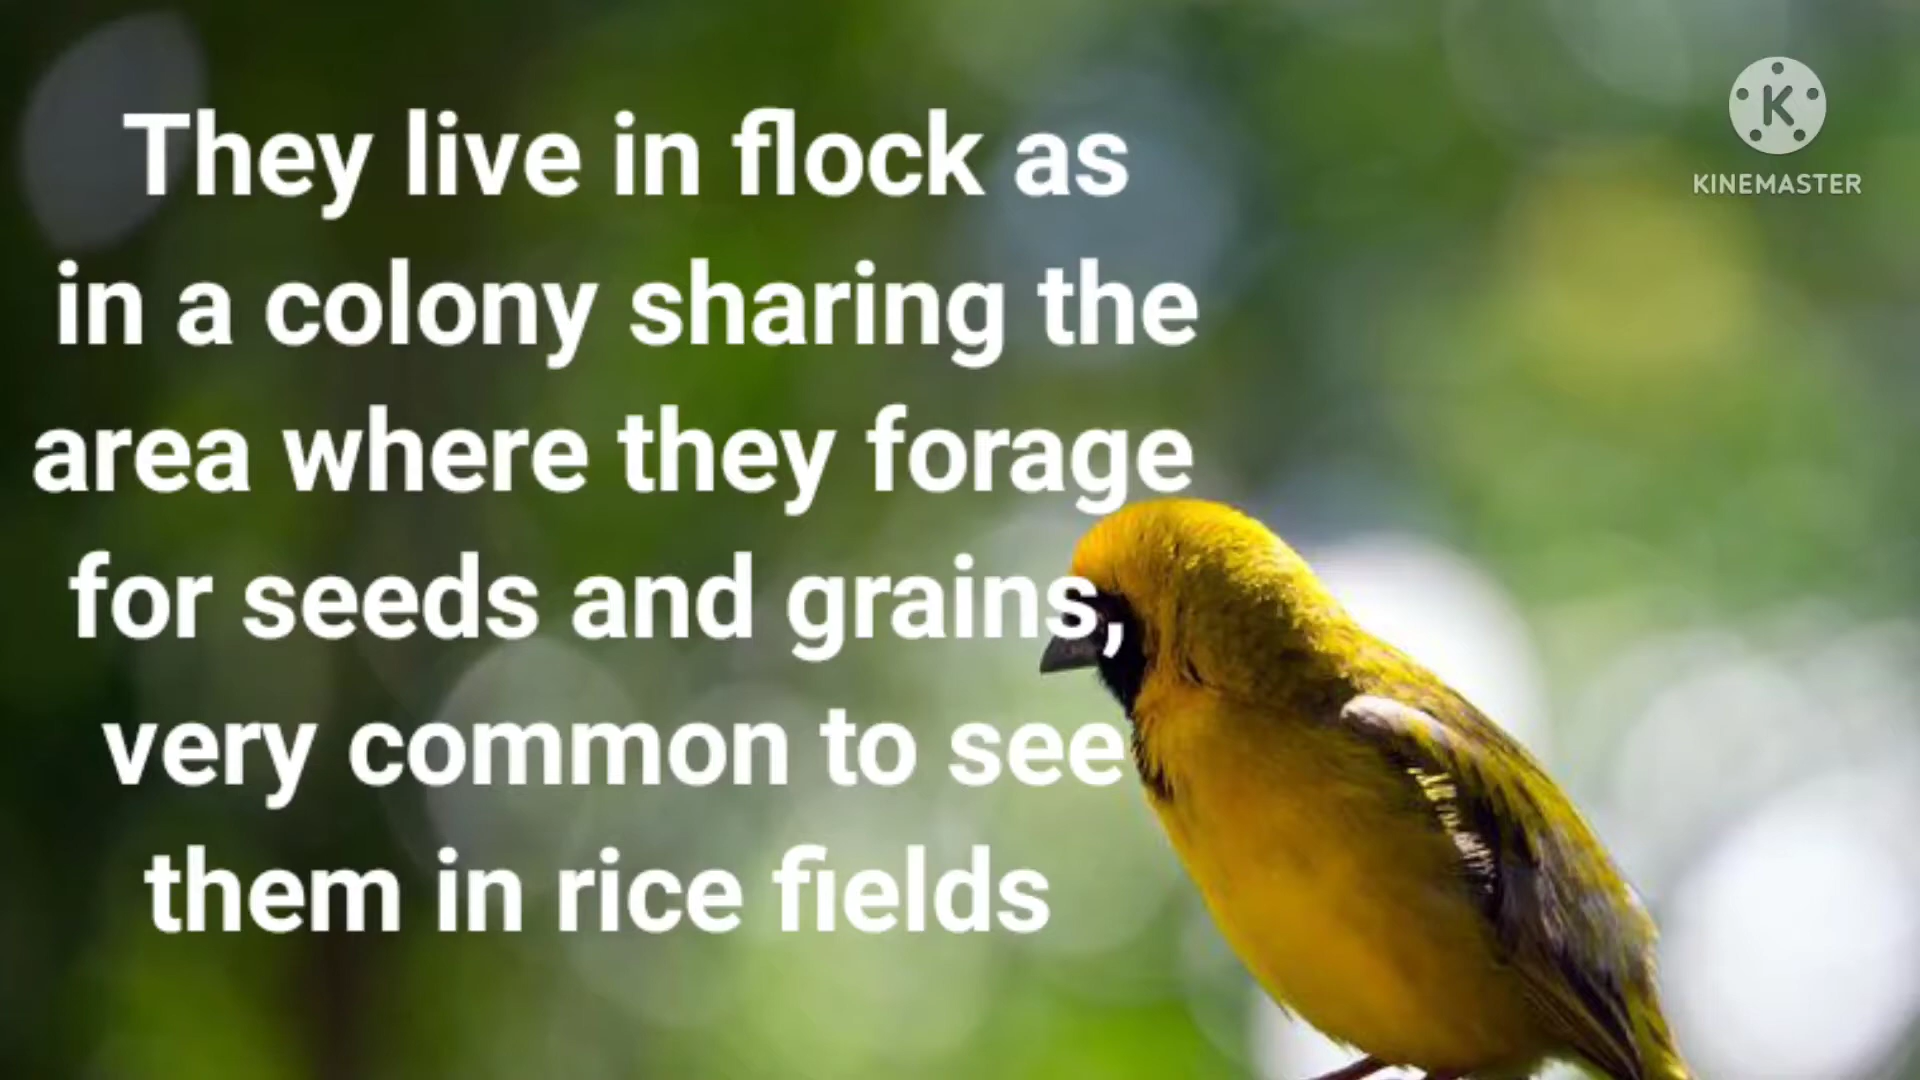 They live in flock as
in a colony sharing the
area where they forage
for seeds and grains,
very common to see
them in rice fields
K
KINEMASTER